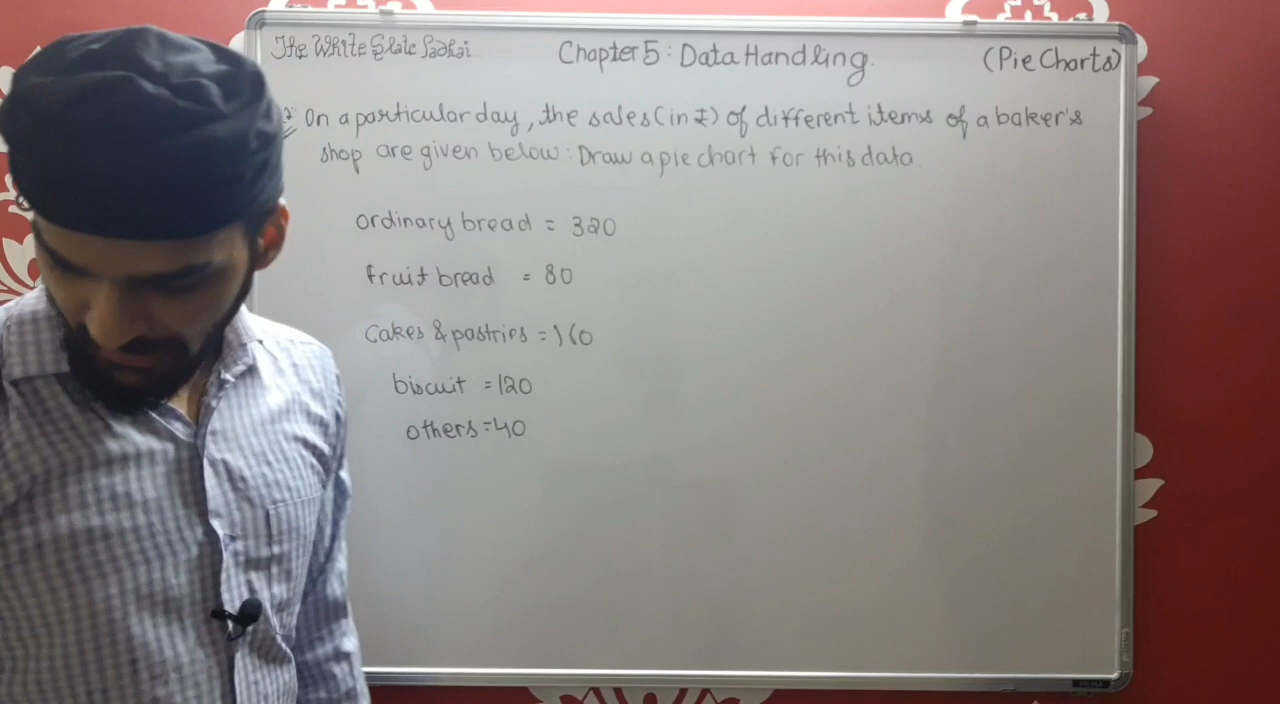 The White Slate Padhai
Chapter 5 : Data Handling
(Pie Charts)
On a particular day, the sales (in ₹) of different items of a baker's
shop are given below : Draw a pie chart for this data.
ordinary bread = 320
fruit bread = 80
Cakes & pastries = 160
biscuit = 120
others = 40